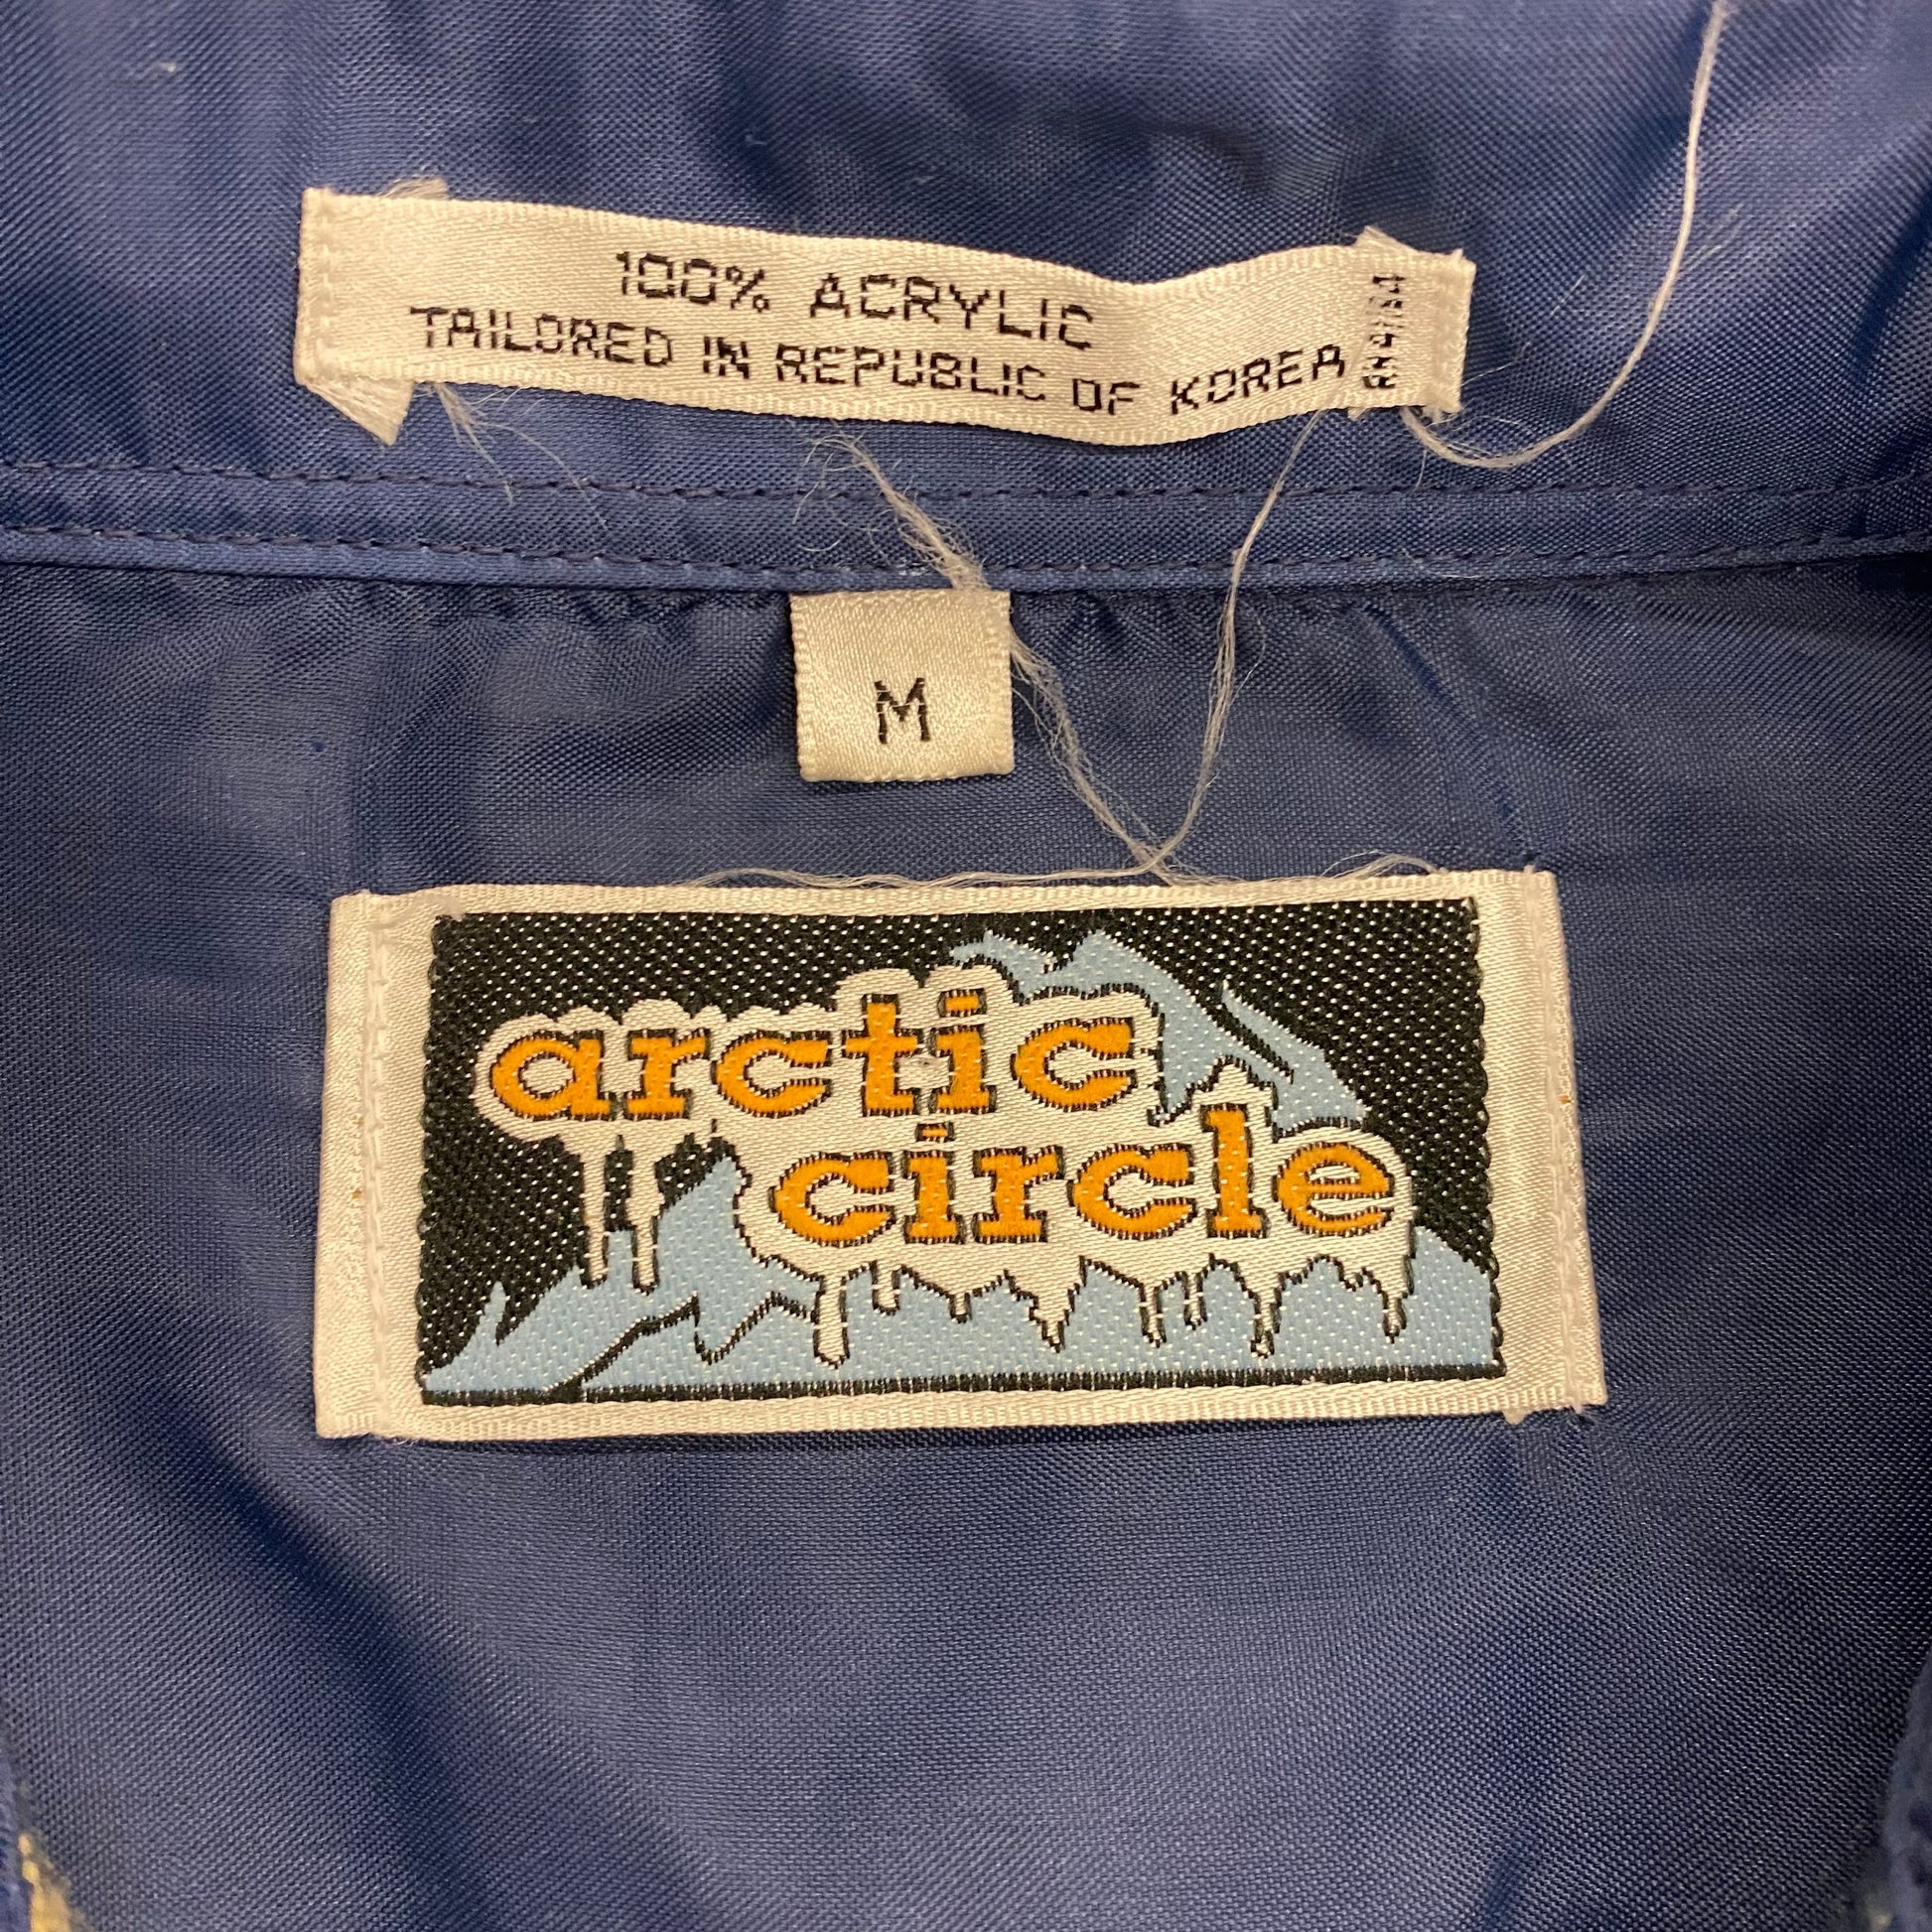 100% ACRYLIC
TAILORED IN REPUBLIC OF KOREA
M
arctic
circle